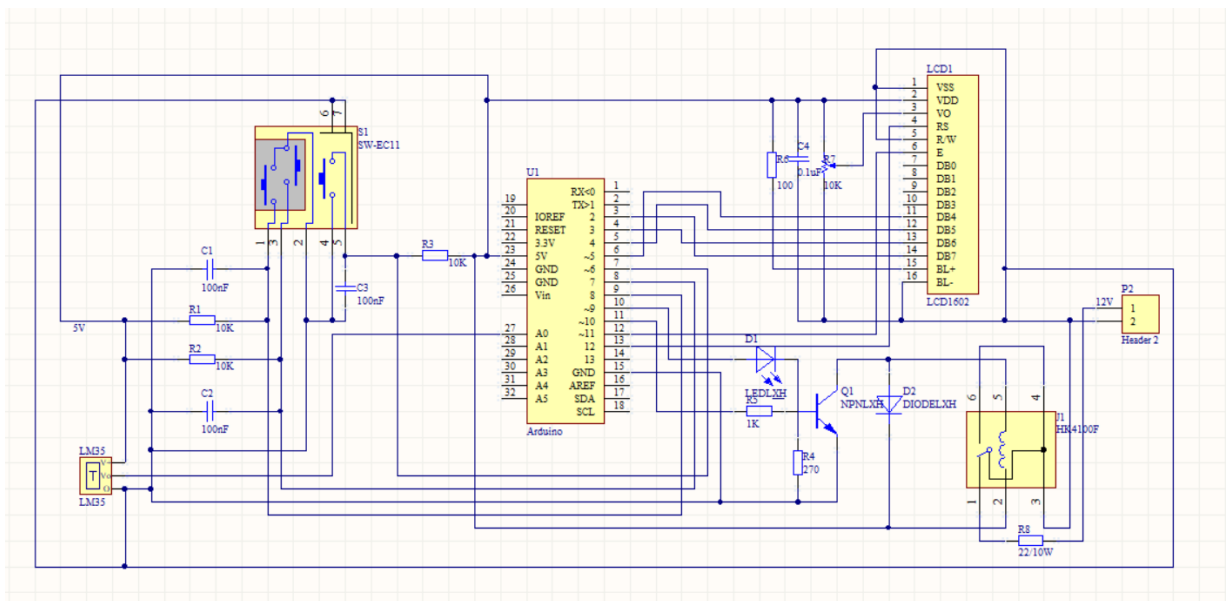 LCD1
1 VSS
2 VDD
3 VO
4 RS
5 R/W
6 E
7 DB0
8 DB1
9 DB2
10 DB3
11 DB4
12 DB5
13 DB6
14 DB7
15 BL+
16 BL-
LCD1602
6 7
S1
SW-EC11
1 3 2 4 5
R6
100
C4
0.1uF
R7
10K
U1
RX<0 1
TX>1 2
2 3
3 4
4 5
~5 6
~6 7
7 8
8 9
~9 10
~10 11
~11 12
12 13
13 14
GND 15
AREF 16
SDA 17
SCL 18
19
20 IOREF
21 RESET
22 3.3V
23 5V
24 GND
25 GND
26 Vin
27 A0
28 A1
29 A2
30 A3
31 A4
32 A5
Arduino
C1
100nF
R3
10K
C3
100nF
R1
10K
5V
R2
10K
C2
100nF
LM35
V+
Vo
T
LM35
P2
12V
1
2
Header 2
D1
LEDLXH
R5
1K
Q1
NPNLXH
D2
DIODELXH
R4
270
6 5 4
J1
HK4100F
1 2 3
R8
22/10W